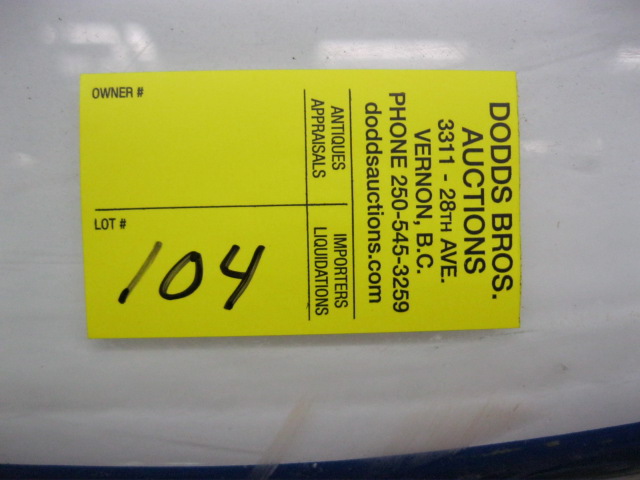 DODDS BROS.
AUCTIONS
3311 - 28TH AVE.
VERNON, B.C.
PHONE 250-545-3259
doddsauctions.com
ANTIQUES IMPORTERS
APPRAISALS LIQUIDATIONS
OWNER #
LOT #
104